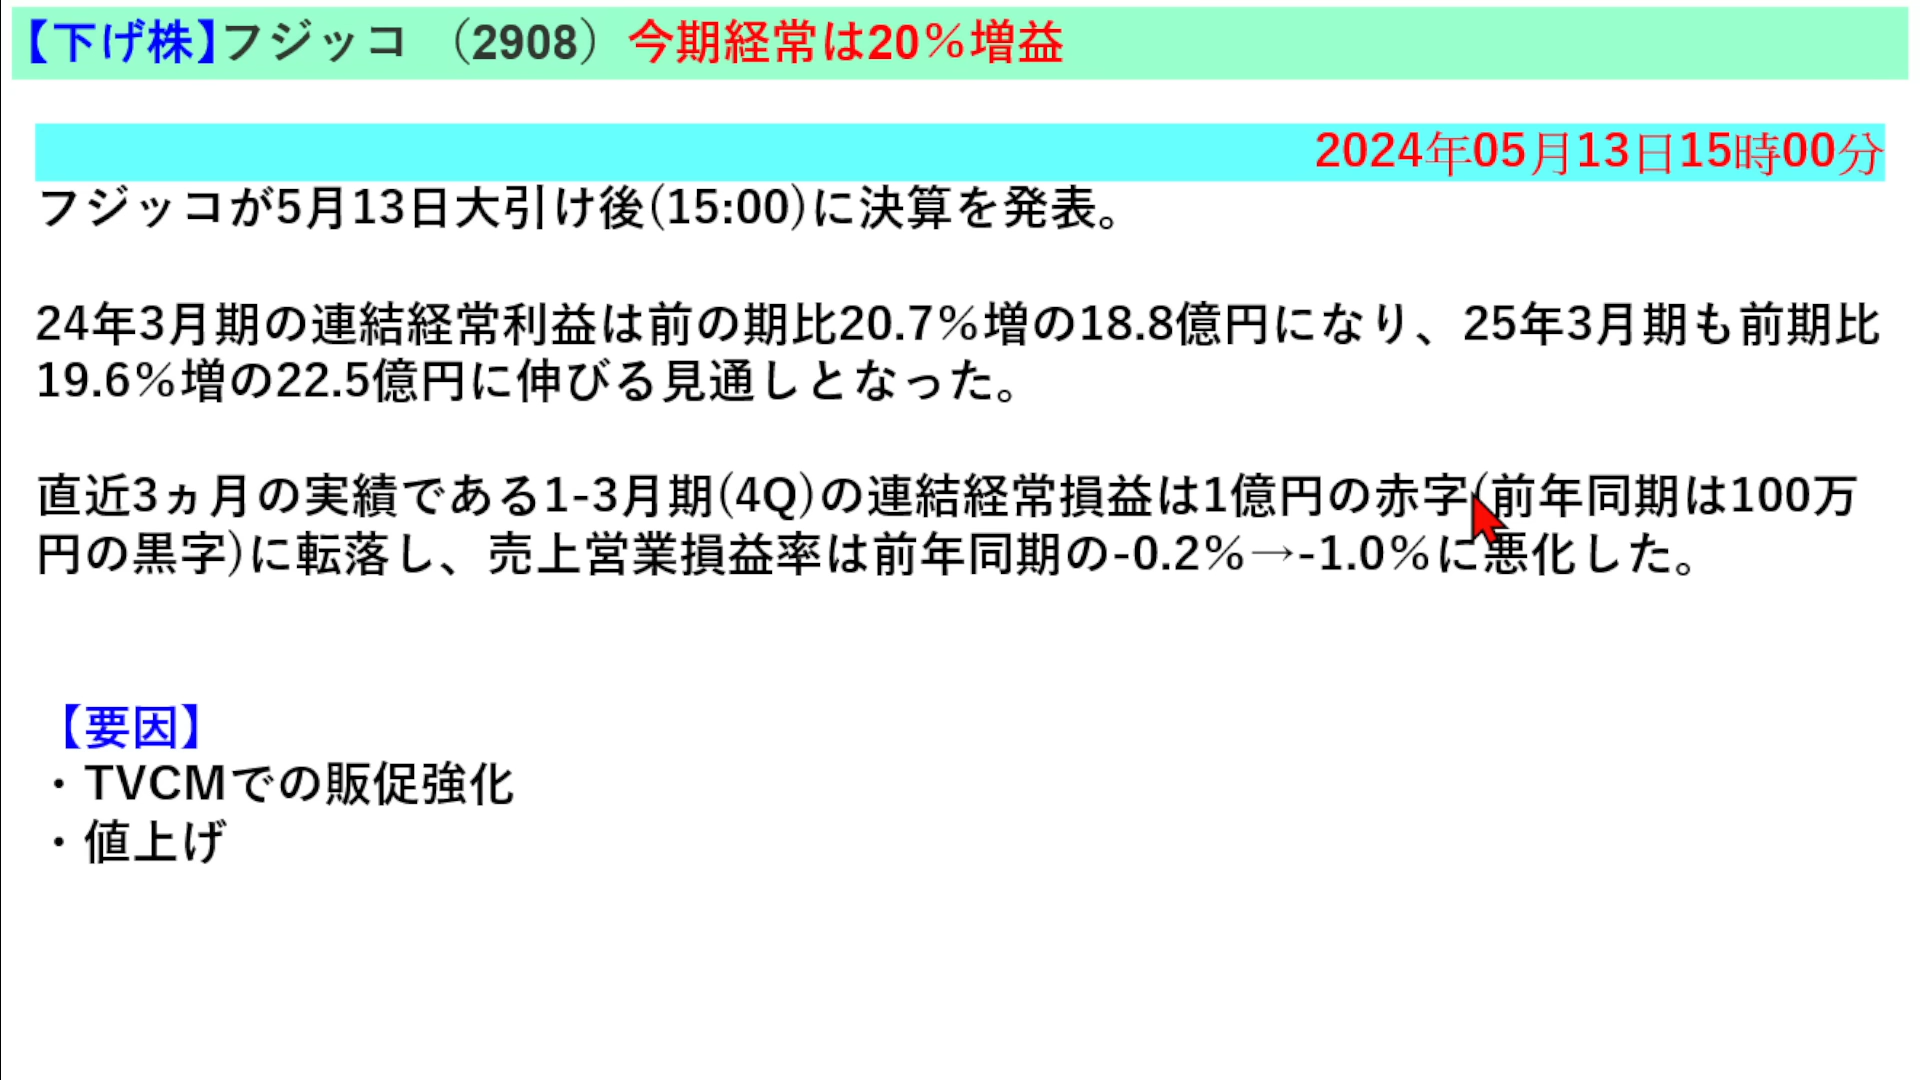 【下げ株】フジッコ （2908）今期経常は20％増益
2024年05月13日15時00分
フジッコが5月13日大引け後(15:00)に決算を発表。
24年3月期の連結経常利益は前の期比20.7％増の18.8億円になり、25年3月期も前期比
19.6％増の22.5億円に伸びる見通しとなった。
直近3ヵ月の実績である1-3月期(4Q)の連結経常損益は1億円の赤字(前年同期は100万
円の黒字)に転落し、売上営業損益率は前年同期の-0.2％→-1.0％に悪化した。
【要因】
・TVCMでの販促強化
・値上げ